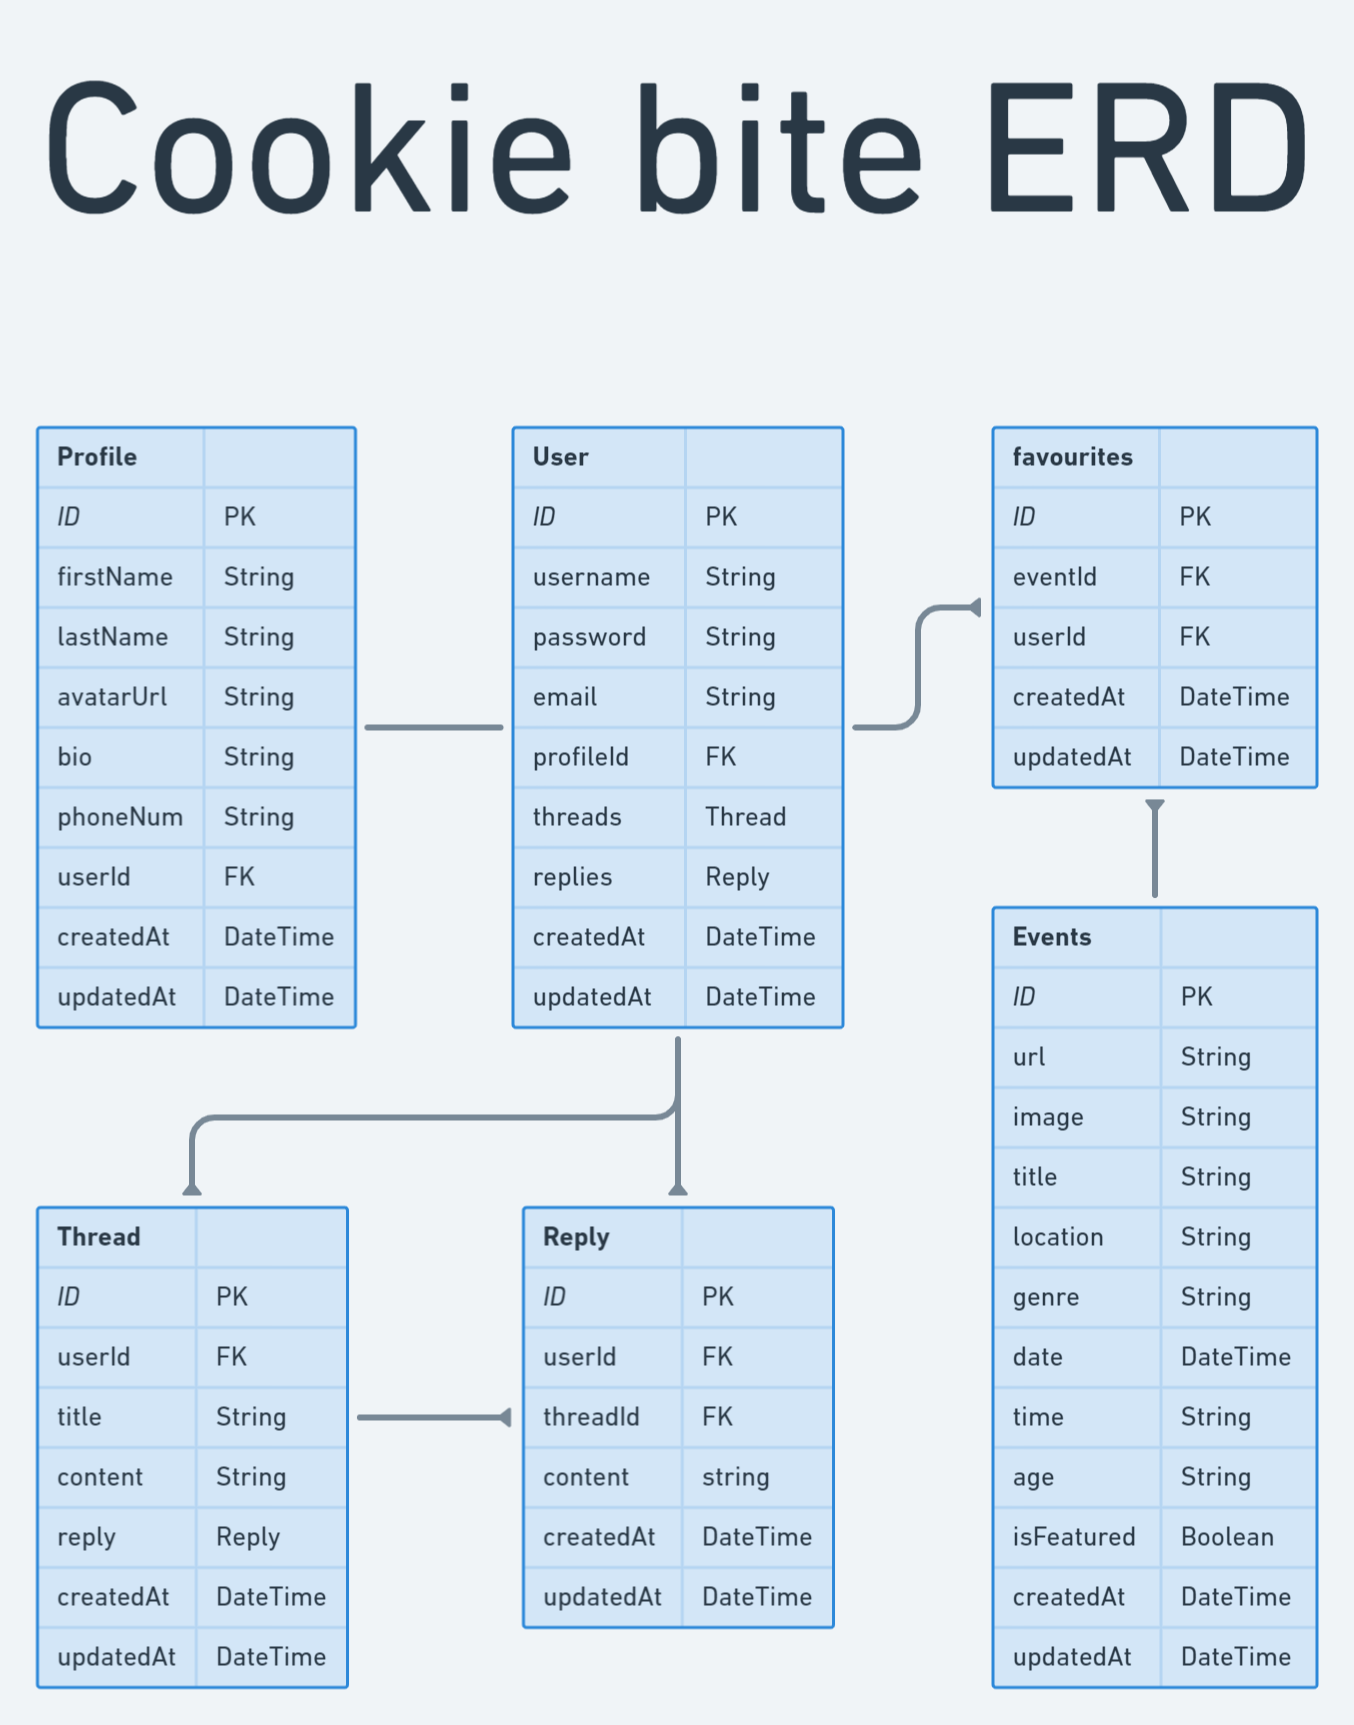 Cookie bite ERD
Profile
ID PK
firstName String
lastName String
avatarUrl String
bio String
phoneNum String
userId FK
createdAt DateTime
updatedAt DateTime
User
ID PK
username String
password String
email String
profileId FK
threads Thread
replies Reply
createdAt DateTime
updatedAt DateTime
favourites
ID PK
eventId FK
userId FK
createdAt DateTime
updatedAt DateTime
Events
ID PK
url String
image String
title String
location String
genre String
date DateTime
time String
age String
isFeatured Boolean
createdAt DateTime
updatedAt DateTime
Thread
ID PK
userId FK
title String
content String
reply Reply
createdAt DateTime
updatedAt DateTime
Reply
ID PK
userId FK
threadId FK
content string
createdAt DateTime
updatedAt DateTime